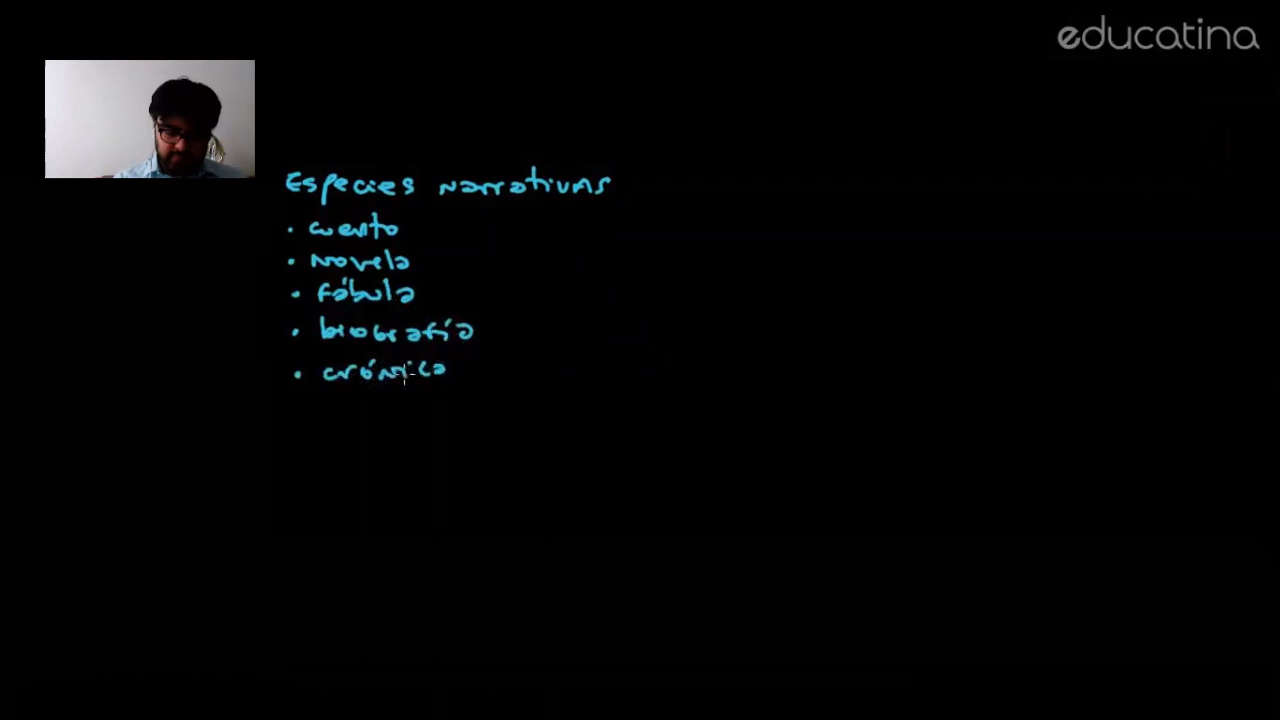 educatina
Especies narrativas
• cuento
• novela
• fábula
• biografía
• crónica